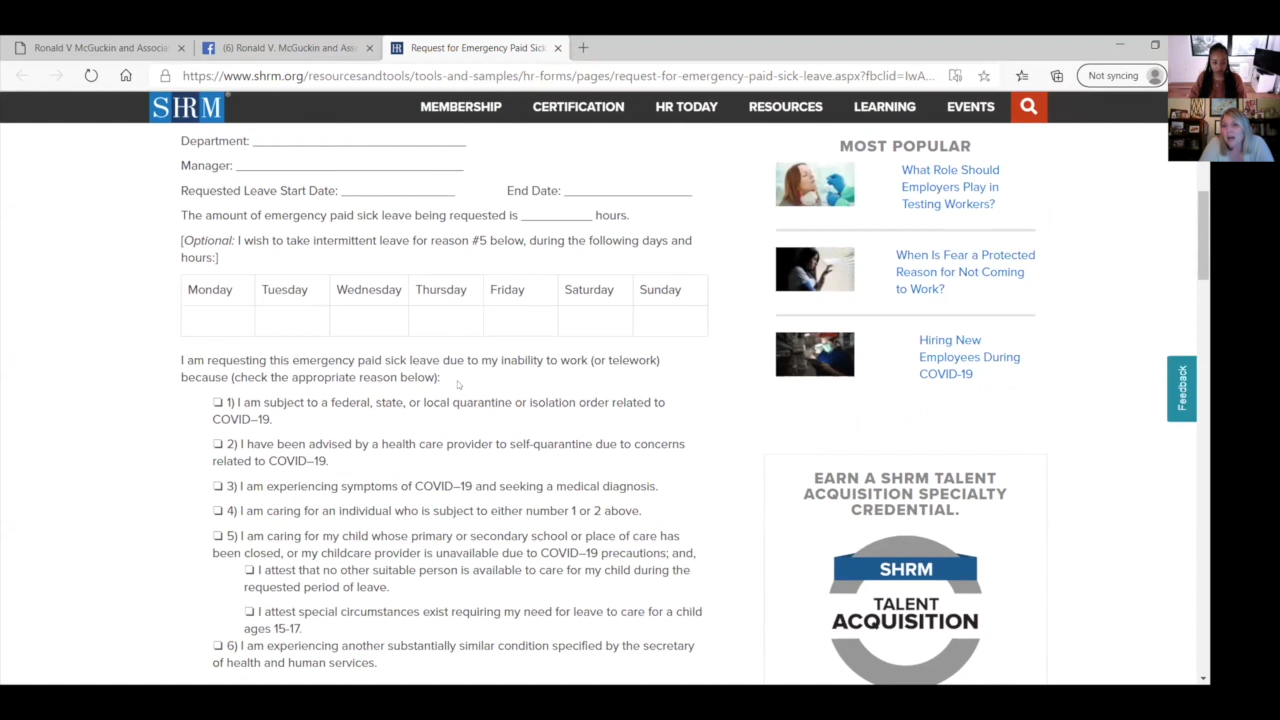 Ronald V McGuckin and Associa
(6) Ronald V. McGuckin and Ass
Request for Emergency Paid Sick
https://www.shrm.org/resourcesandtools/tools-and-samples/hr-forms/pages/request-for-emergency-paid-sick-leave.aspx?fbclid=IwA...
Not syncing
SHRM
MEMBERSHIP CERTIFICATION HR TODAY RESOURCES LEARNING EVENTS
Department:
Manager:
Requested Leave Start Date: End Date:
The amount of emergency paid sick leave being requested is hours.
[Optional: I wish to take intermittent leave for reason #5 below, during the following days and
hours:]
Monday Tuesday Wednesday Thursday Friday Saturday Sunday
I am requesting this emergency paid sick leave due to my inability to work (or telework)
because (check the appropriate reason below):
❏ 1) I am subject to a federal, state, or local quarantine or isolation order related to
COVID–19.
❏ 2) I have been advised by a health care provider to self-quarantine due to concerns
related to COVID–19.
❏ 3) I am experiencing symptoms of COVID–19 and seeking a medical diagnosis.
❏ 4) I am caring for an individual who is subject to either number 1 or 2 above.
❏ 5) I am caring for my child whose primary or secondary school or place of care has
been closed, or my childcare provider is unavailable due to COVID–19 precautions; and,
❏ I attest that no other suitable person is available to care for my child during the
requested period of leave.
❏ I attest special circumstances exist requiring my need for leave to care for a child
ages 15-17.
❏ 6) I am experiencing another substantially similar condition specified by the secretary
of health and human services.
MOST POPULAR
What Role Should
Employers Play in
Testing Workers?
When Is Fear a Protected
Reason for Not Coming
to Work?
Hiring New
Employees During
COVID-19
EARN A SHRM TALENT
ACQUISITION SPECIALTY
CREDENTIAL.
SHRM
TALENT
ACQUISITION
Feedback